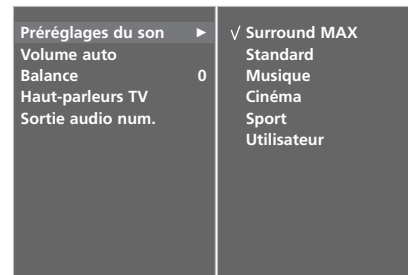 Préréglages du son ►
Volume auto
Balance 0
Haut-parleurs TV
Sortie audio num.
√ Surround MAX
Standard
Musique
Cinéma
Sport
Utilisateur